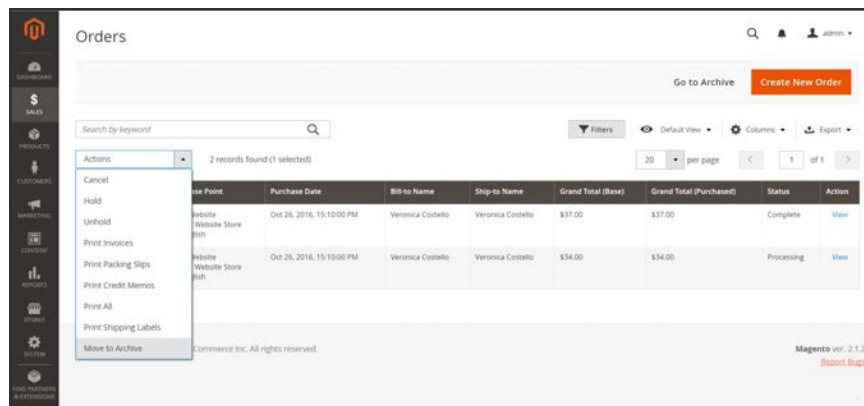 Orders
admin
DASHBOARD
SALES
PRODUCTS
CUSTOMERS
MARKETING
CONTENT
REPORTS
STORES
SYSTEM
FIND PARTNERS
& EXTENSIONS
Go to Archive
Create New Order
Search by keyword
Filters
Default View
Columns
Export
Actions
2 records found (1 selected)
20 per page
1 of 1
Cancel
Hold
Unhold
Print Invoices
Print Packing Slips
Print Credit Memos
Print All
Print Shipping Labels
Move to Archive
Point Purchase Date Bill-to Name Ship-to Name Grand Total (Base) Grand Total (Purchased) Status Action
Website Oct 26, 2016, 15:10:00 PM Veronica Costello Veronica Costello $37.00 $37.00 Complete View
Website Store
Website Oct 26, 2016, 15:10:00 PM Veronica Costello Veronica Costello $34.00 $34.00 Processing View
Website Store
Commerce Inc. All rights reserved.
Magento ver. 2.1.2
Report Bugs